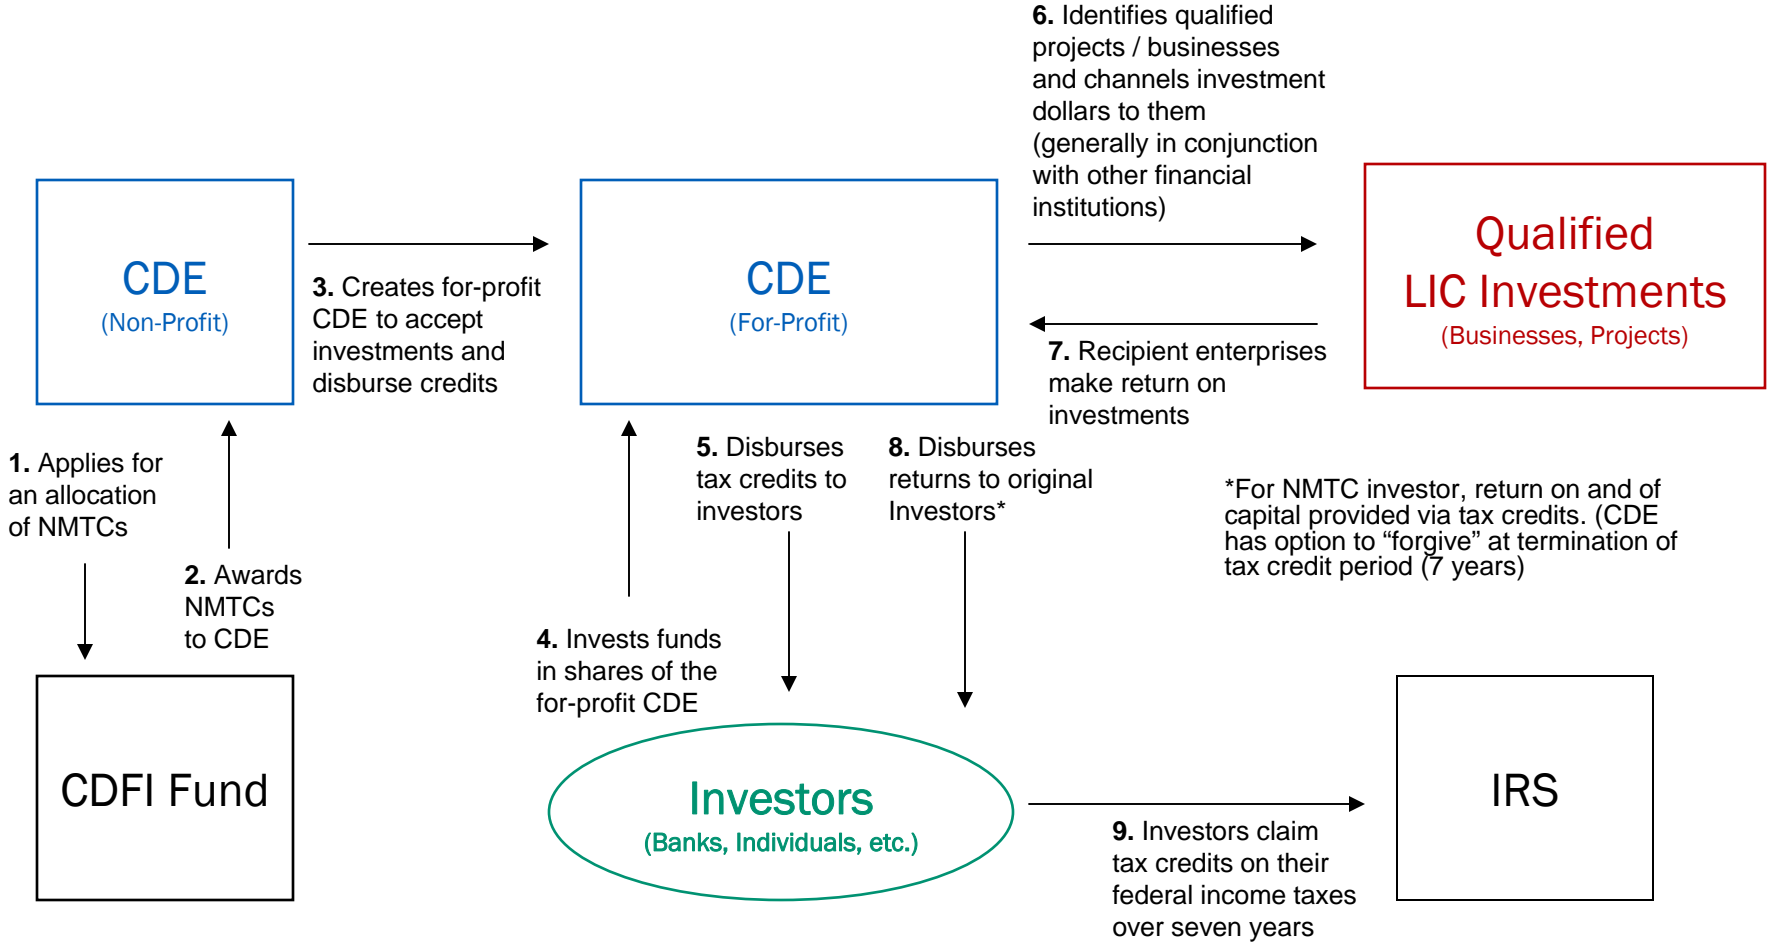 6. Identifies qualified
projects / businesses
and channels investment
dollars to them
(generally in conjunction
with other financial
institutions)
CDE
(Non-Profit)
3. Creates for-profit
CDE to accept
investments and
disburse credits
CDE
(For-Profit)
Qualified
LIC Investments
(Businesses, Projects)
7. Recipient enterprises
make return on
investments
1. Applies for
an allocation
of NMTCs
2. Awards
NMTCs
to CDE
4. Invests funds
in shares of the
for-profit CDE
5. Disburses
tax credits to
investors
8. Disburses
returns to original
Investors*
*For NMTC investor, return on and of
capital provided via tax credits. (CDE
has option to “forgive” at termination of
tax credit period (7 years)
CDFI Fund
Investors
(Banks, Individuals, etc.)
9. Investors claim
tax credits on their
federal income taxes
over seven years
IRS